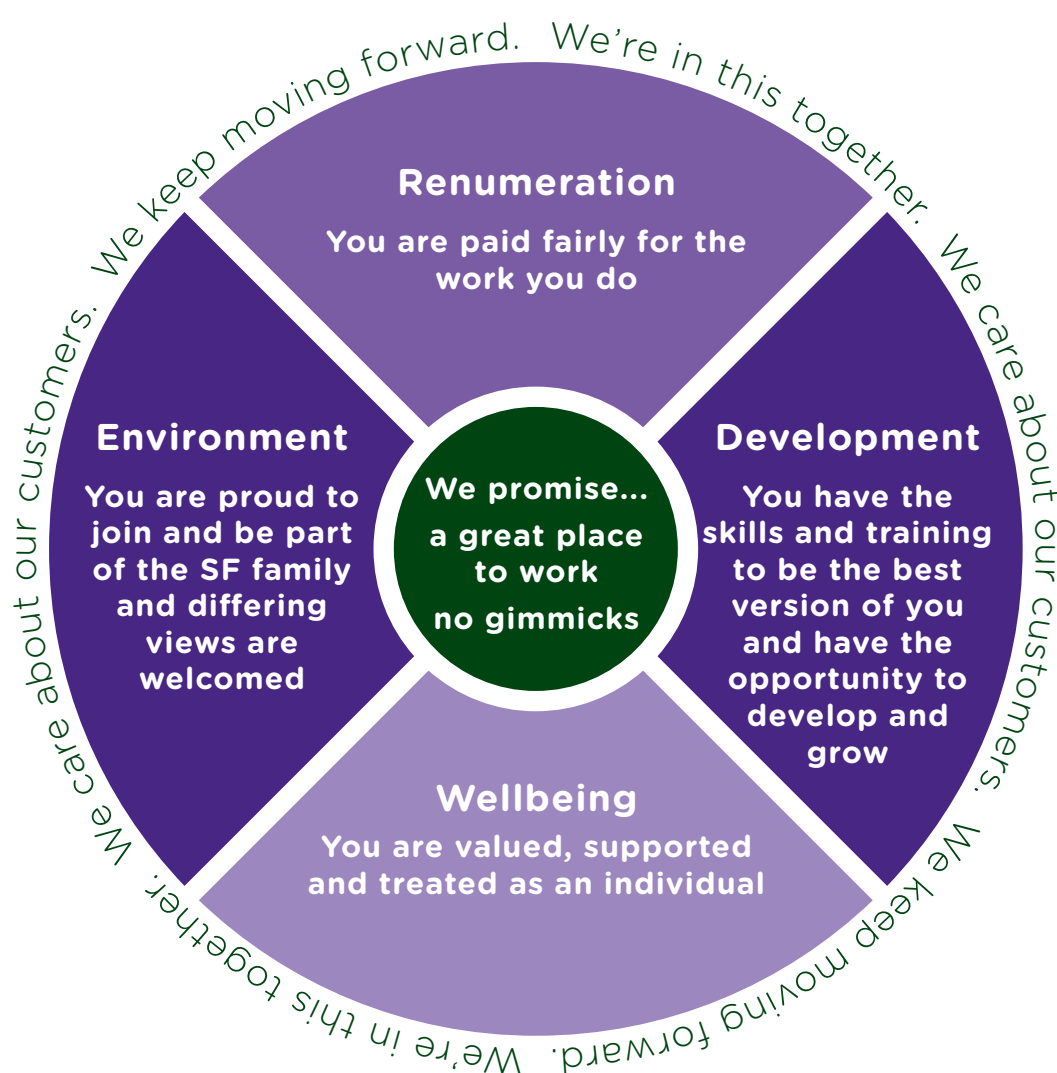 We're in this together. We care about our customers. We keep moving forward. We're in this together. We care about our customers. We keep moving forward.
Renumeration
You are paid fairly for the
work you do
Environment
You are proud to
join and be part
of the SF family
and differing
views are
welcomed
We promise...
a great place
to work
no gimmicks
Development
You have the
skills and training
to be the best
version of you
and have the
opportunity to
develop and
grow
Wellbeing
You are valued, supported
and treated as an individual